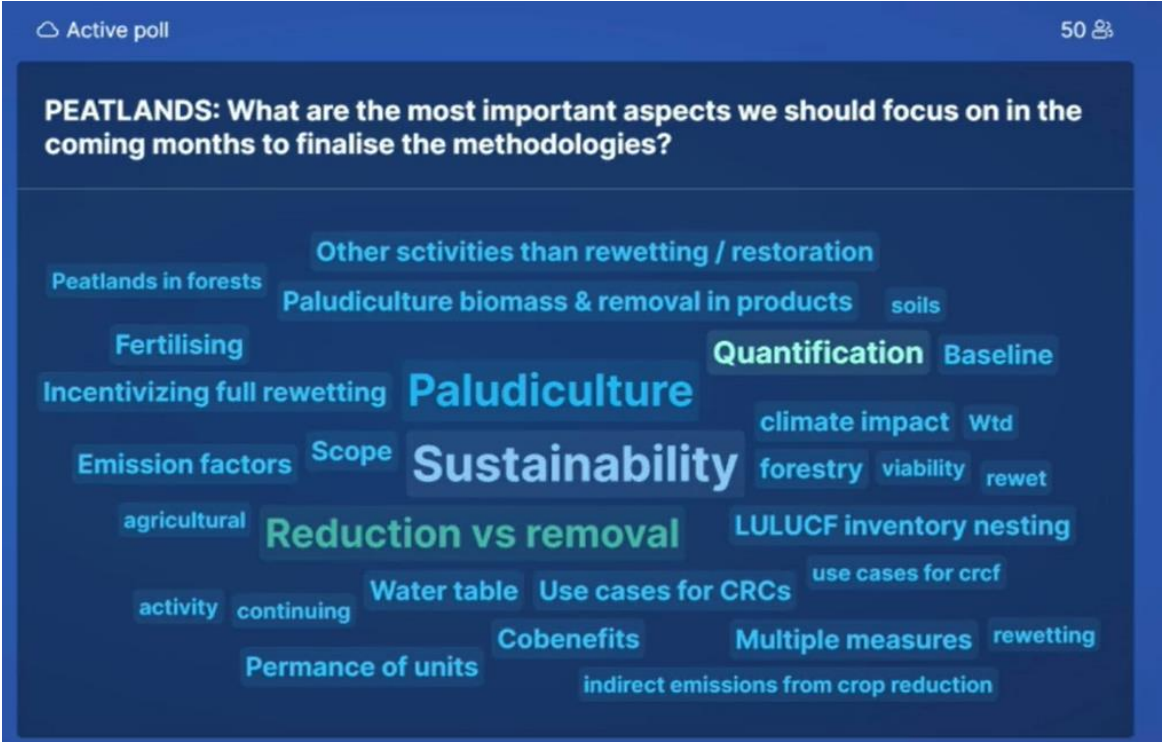 Active poll
50
PEATLANDS: What are the most important aspects we should focus on in the
coming months to finalise the methodologies?
Other sctivities than rewetting / restoration
Peatlands in forests
Paludiculture biomass & removal in products
soils
Fertilising
Quantification
Baseline
Incentivizing full rewetting
Paludiculture
climate impact
Wtd
Emission factors
Scope
Sustainability
forestry
viability
rewet
agricultural
Reduction vs removal
LULUCF inventory nesting
use cases for crcf
activity
continuing
Water table
Use cases for CRCs
Cobenefits
Multiple measures
rewetting
Permance of units
indirect emissions from crop reduction